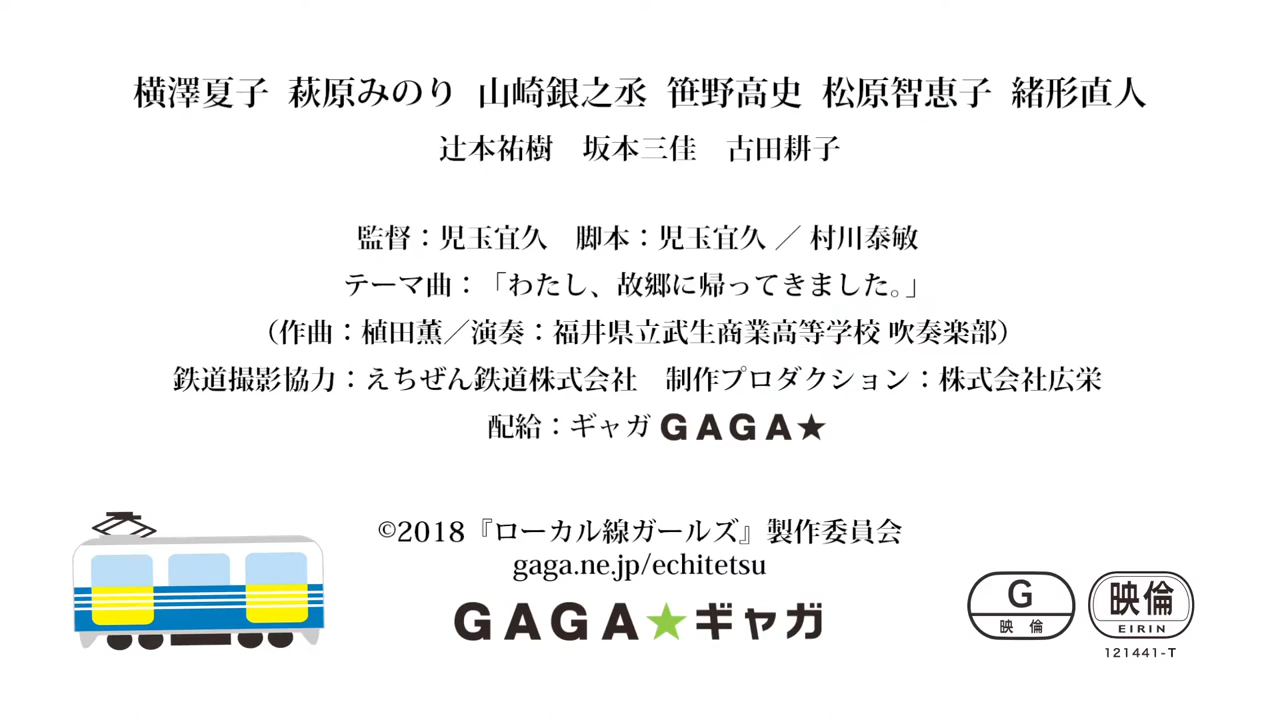 横澤夏子 萩原みのり 山崎銀之丞 笹野高史 松原智恵子 緒形直人
辻本祐樹　坂本三佳　古田耕子
監督：児玉宜久　脚本：児玉宜久 ／ 村川泰敏
テーマ曲：「わたし、故郷に帰ってきました。」
（作曲：植田薫／演奏：福井県立武生商業高等学校 吹奏楽部）
鉄道撮影協力：えちぜん鉄道株式会社　制作プロダクション：株式会社広栄
配給：ギャガ GAGA★
©2018『ローカル線ガールズ』製作委員会
gaga.ne.jp/echitetsu
GAGA★ギャガ
G
映倫
映倫
EIRIN
121441-T